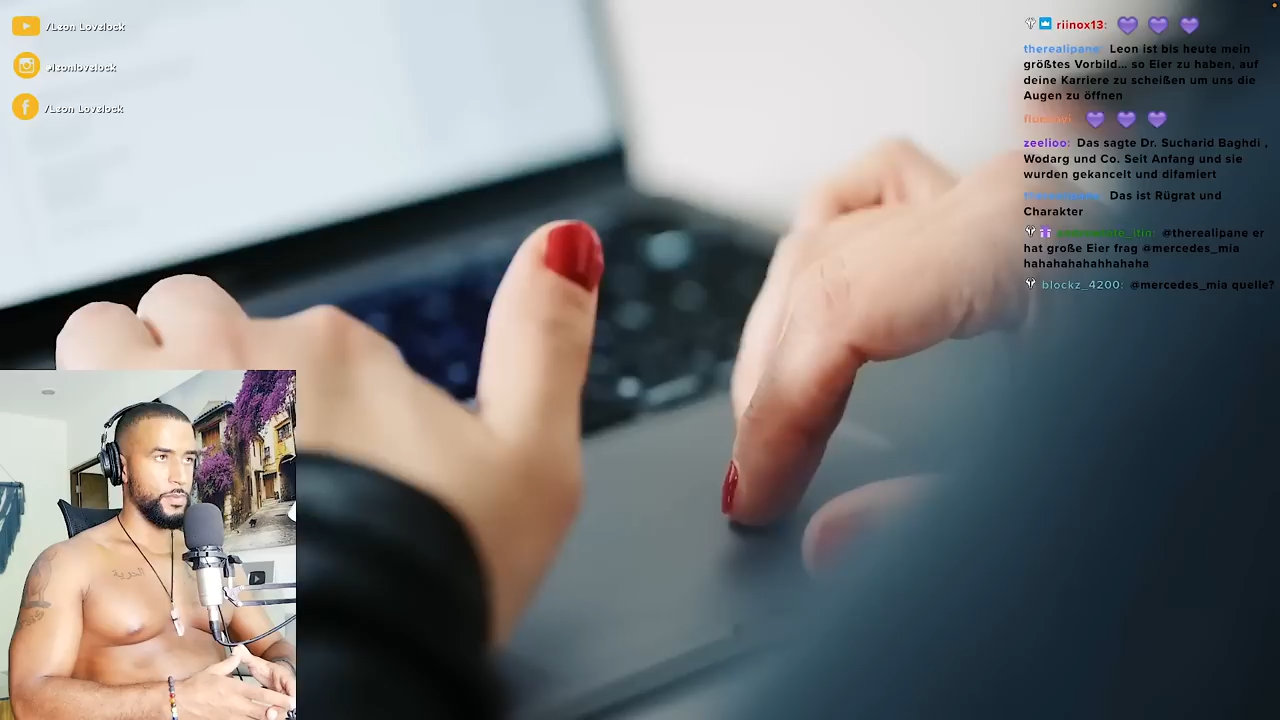 /Leon Lovelock
riinox13:
@leonlovelock
therealipane: Leon ist bis heute mein
größtes Vorbild... so Eier zu haben, auf
deine Karriere zu scheißen um uns die
Augen zu öffnen
/Leon Lovelock
zeelioo: Das sagte Dr. Sucharid Baghdi ,
Wodarg und Co. Seit Anfang und sie
wurden gekancelt und difamiert
Das ist Rügrat und
Charakter
@therealipane er
hat große Eier frag @mercedes_mia
hahahahahahhahaha
blockz_4200: @mercedes_mia quelle?
الحرية